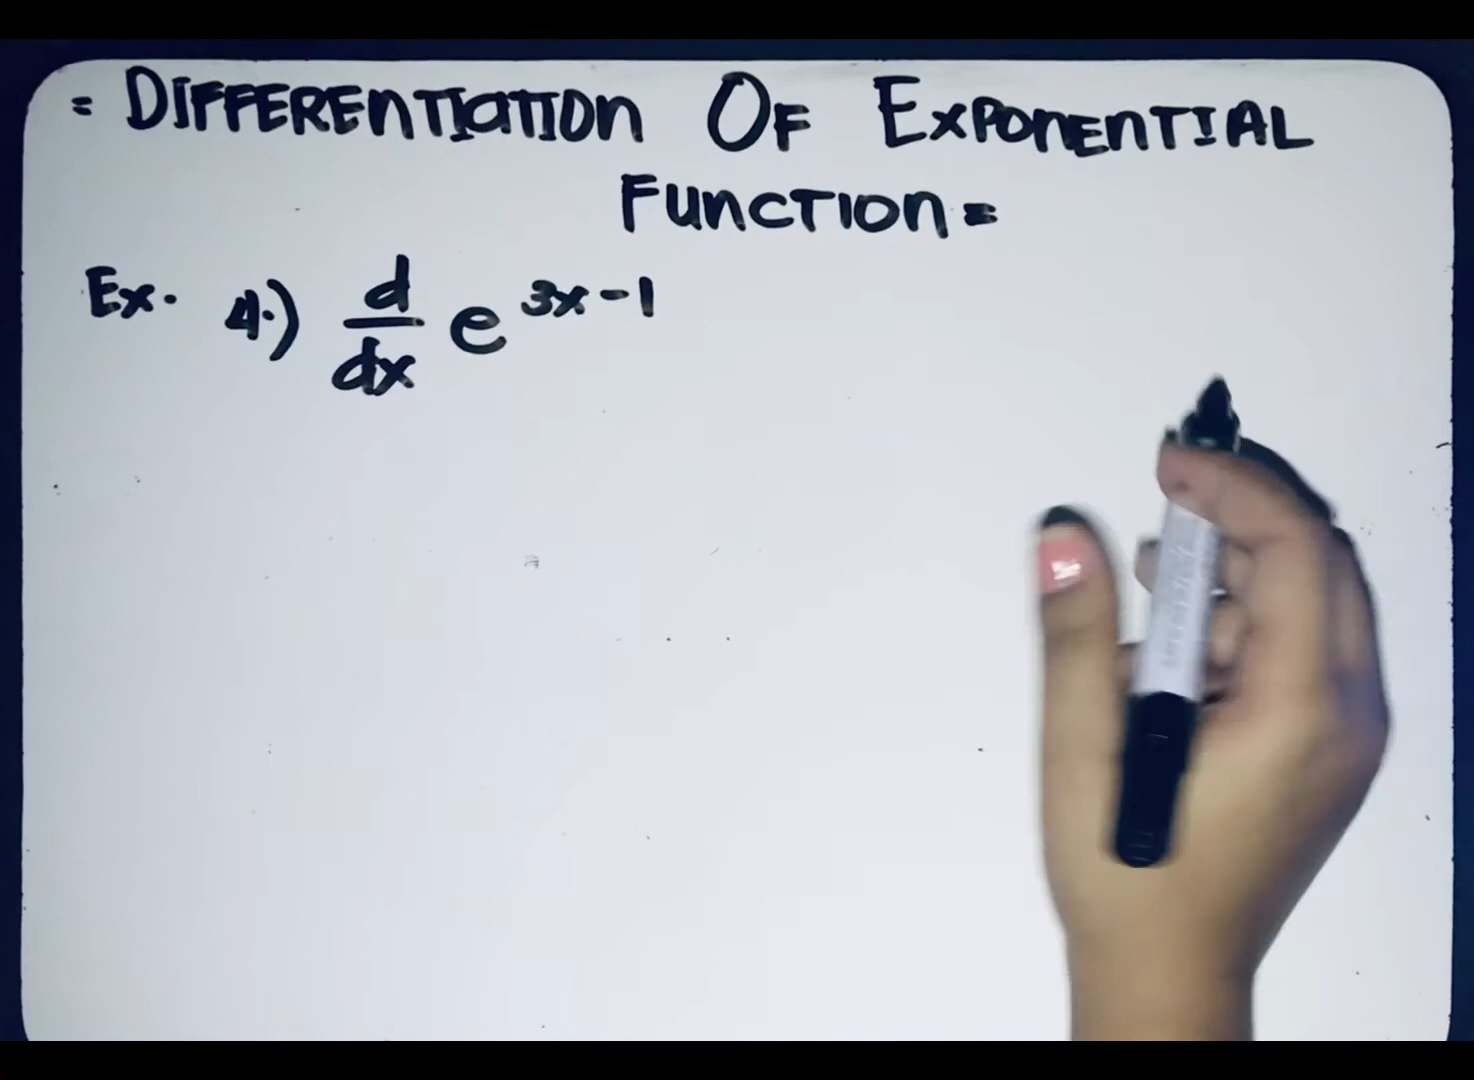 = DIFFERENTIATION OF EXPONENTIAL
FUNCTION =
Ex. 4.) d/dx e^{3x-1}